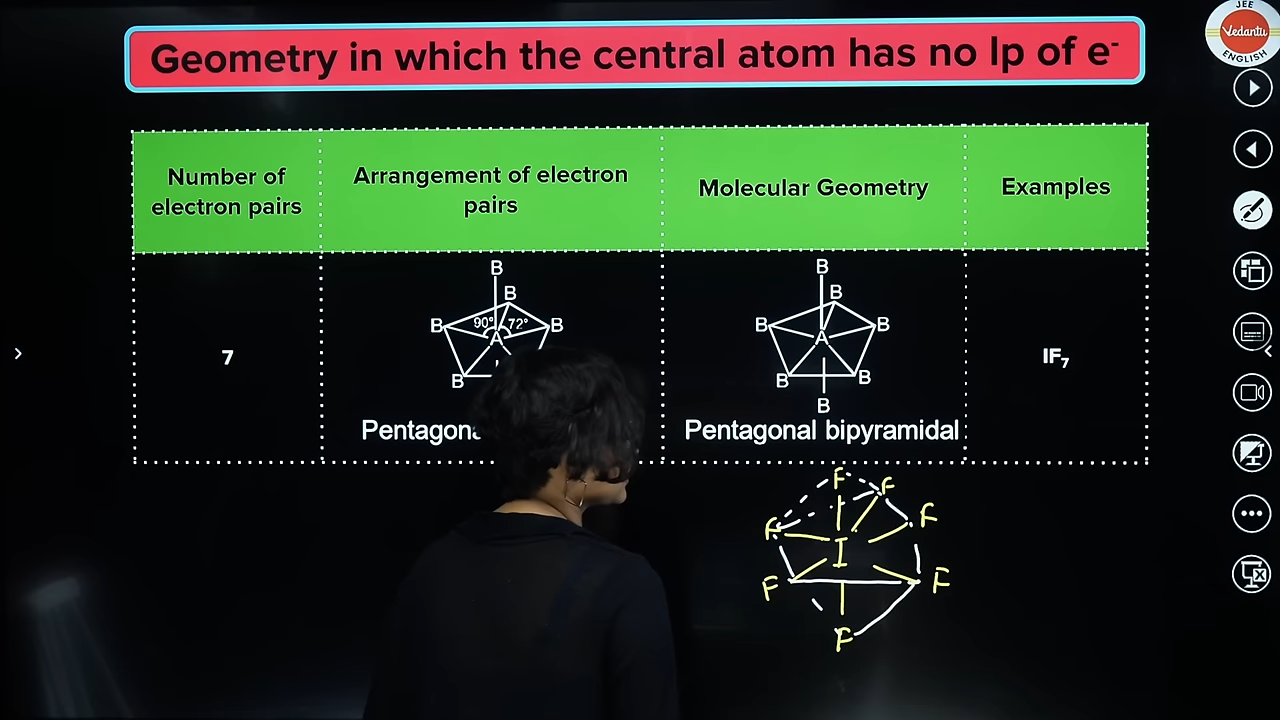 Geometry in which the central atom has no lp of e⁻
JEE
Vedantu
ENGLISH
Number of
electron pairs
Arrangement of electron
pairs
Molecular Geometry
Examples
7
B
B
B
B
90°
72°
A
B
Pentagona
B
B
B
B
A
B
B
B
Pentagonal bipyramidal
IF₇
F
F
F
F
I
F
F
F